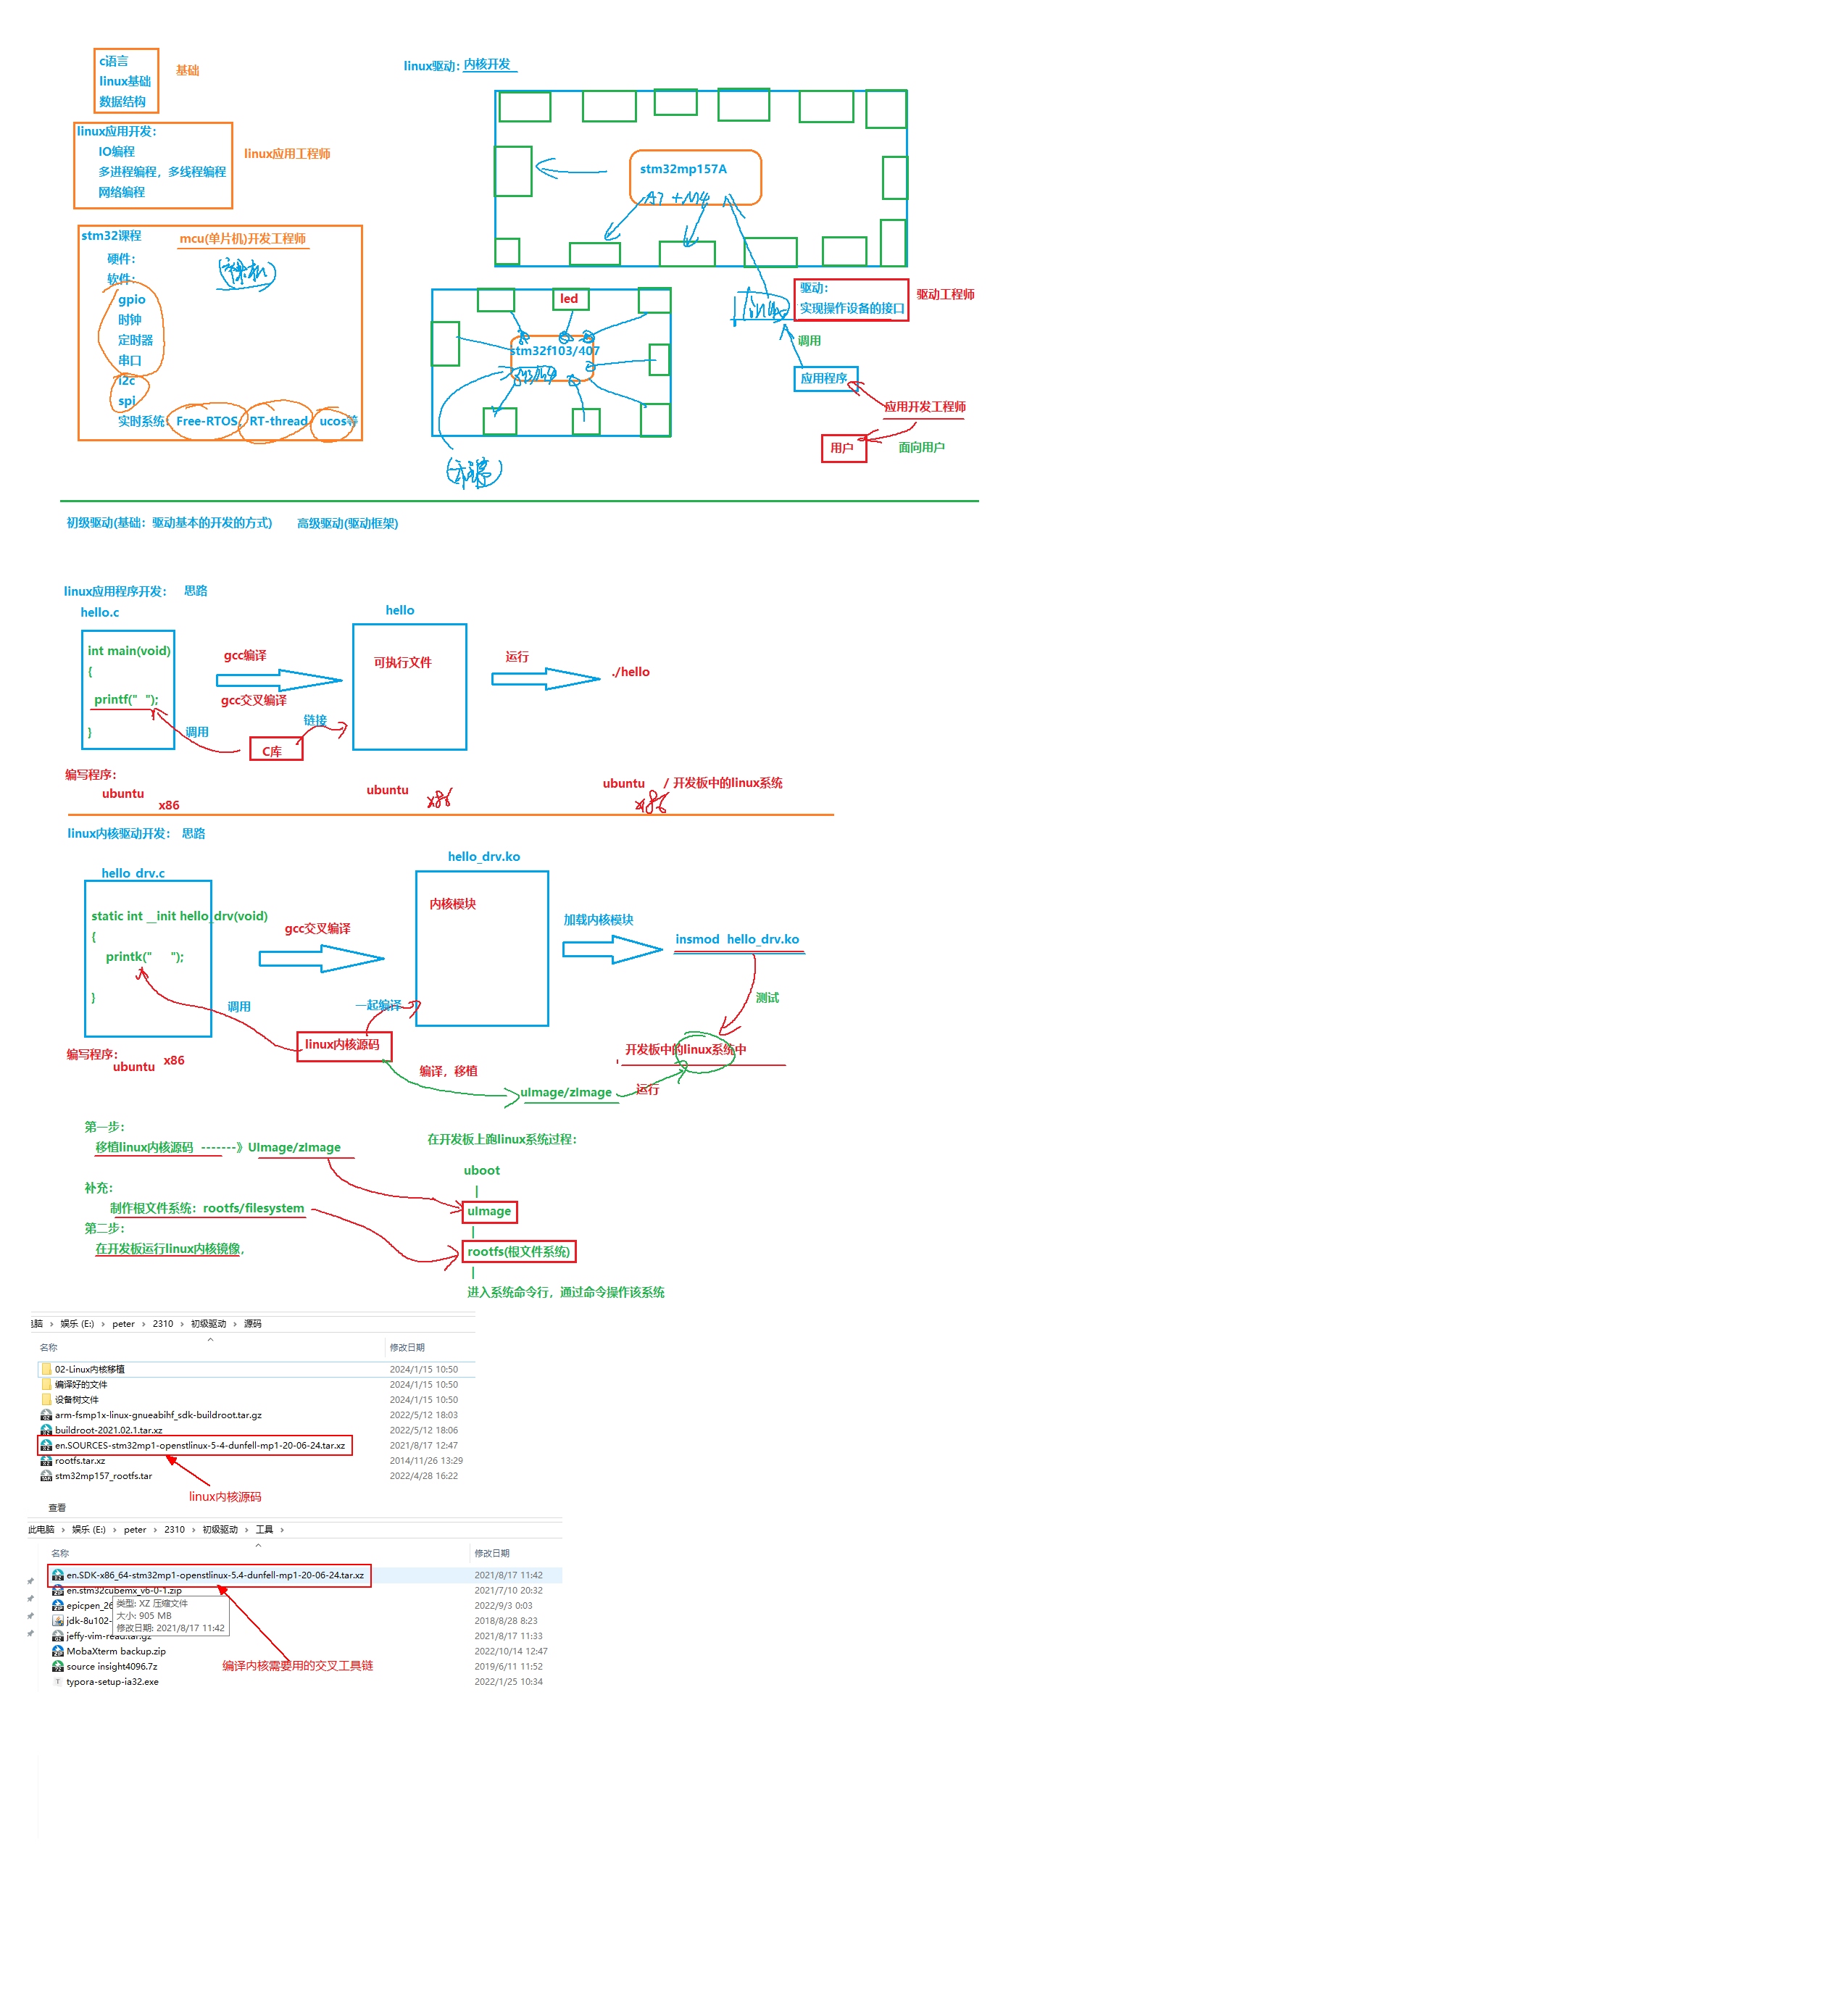 c语言
linux基础
数据结构
基础
linux应用开发：
IO编程
多进程编程，多线程编程
网络编程
linux应用工程师
stm32课程
mcu(单片机)开发工程师
硬件：
(裸机)
软件：
gpio
时钟
定时器
串口
i2c
spi
实时系统 Free-RTOS、RT-thread ucos等
linux驱动：内核开发
stm32mp157A
A7 + M4
led
stm32f103/407
M3/M4
linux
驱动：
实现操作设备的接口
驱动工程师
调用
应用程序
应用开发工程师
用户
面向用户
初级驱动(基础：驱动基本的开发的方式)
高级驱动(驱动框架)
linux应用程序开发： 思路
hello.c
hello
int main(void)
{
printf(" ");
}
gcc编译
gcc交叉编译
可执行文件
运行
./hello
调用
链接
C库
编写程序：
ubuntu
x86
ubuntu x86
ubuntu / 开发板中的linux系统
x86
linux内核驱动开发： 思路
hello_drv.c
hello_drv.ko
static int __init hello_drv(void)
{
printk(" ");
}
gcc交叉编译
内核模块
加载内核模块
insmod hello_drv.ko
调用
一起编译
测试
linux内核源码
开发板中的linux系统中
编写程序：
ubuntu
x86
编译，移植
uImage/zImage
运行
第一步：
移植linux内核源码 -------》UImage/zImage
补充：
制作根文件系统：rootfs/filesystem
第二步：
在开发板运行linux内核镜像，
在开发板上跑linux系统过程：
uboot
|
uImage
|
rootfs(根文件系统)
|
进入系统命令行，通过命令操作该系统
电脑 › 娱乐 (E:) › peter › 2310 › 初级驱动 › 源码
名称 修改日期
02-Linux内核移植 2024/1/15 10:50
编译好的文件 2024/1/15 10:50
设备树文件 2024/1/15 10:50
arm-fsmp1x-linux-gnueabihf_sdk-buildroot.tar.gz 2022/5/12 18:03
buildroot-2021.02.1.tar.xz 2022/5/12 18:06
en.SOURCES-stm32mp1-openstlinux-5-4-dunfell-mp1-20-06-24.tar.xz 2021/8/17 12:47
rootfs.tar.xz 2014/11/26 13:29
stm32mp157_rootfs.tar 2022/4/28 16:22
linux内核源码
查看
此电脑 › 娱乐 (E:) › peter › 2310 › 初级驱动 › 工具 ›
名称 修改日期
en.SDK-x86_64-stm32mp1-openstlinux-5.4-dunfell-mp1-20-06-24.tar.xz 2021/8/17 11:42
en.stm32cubemx_v6-0-1.zip 2021/7/10 20:32
epicpen_26 2022/9/3 0:03
jdk-8u102- 2018/8/28 8:23
jeffy-vim-read.tar.gz 2021/8/17 11:33
类型: XZ 压缩文件
大小: 905 MB
修改日期: 2021/8/17 11:42
MobaXterm backup.zip 2022/10/14 12:47
source insight4096.7z 2019/6/11 11:52
typora-setup-ia32.exe 2022/1/25 10:34
编译内核需要用的交叉工具链